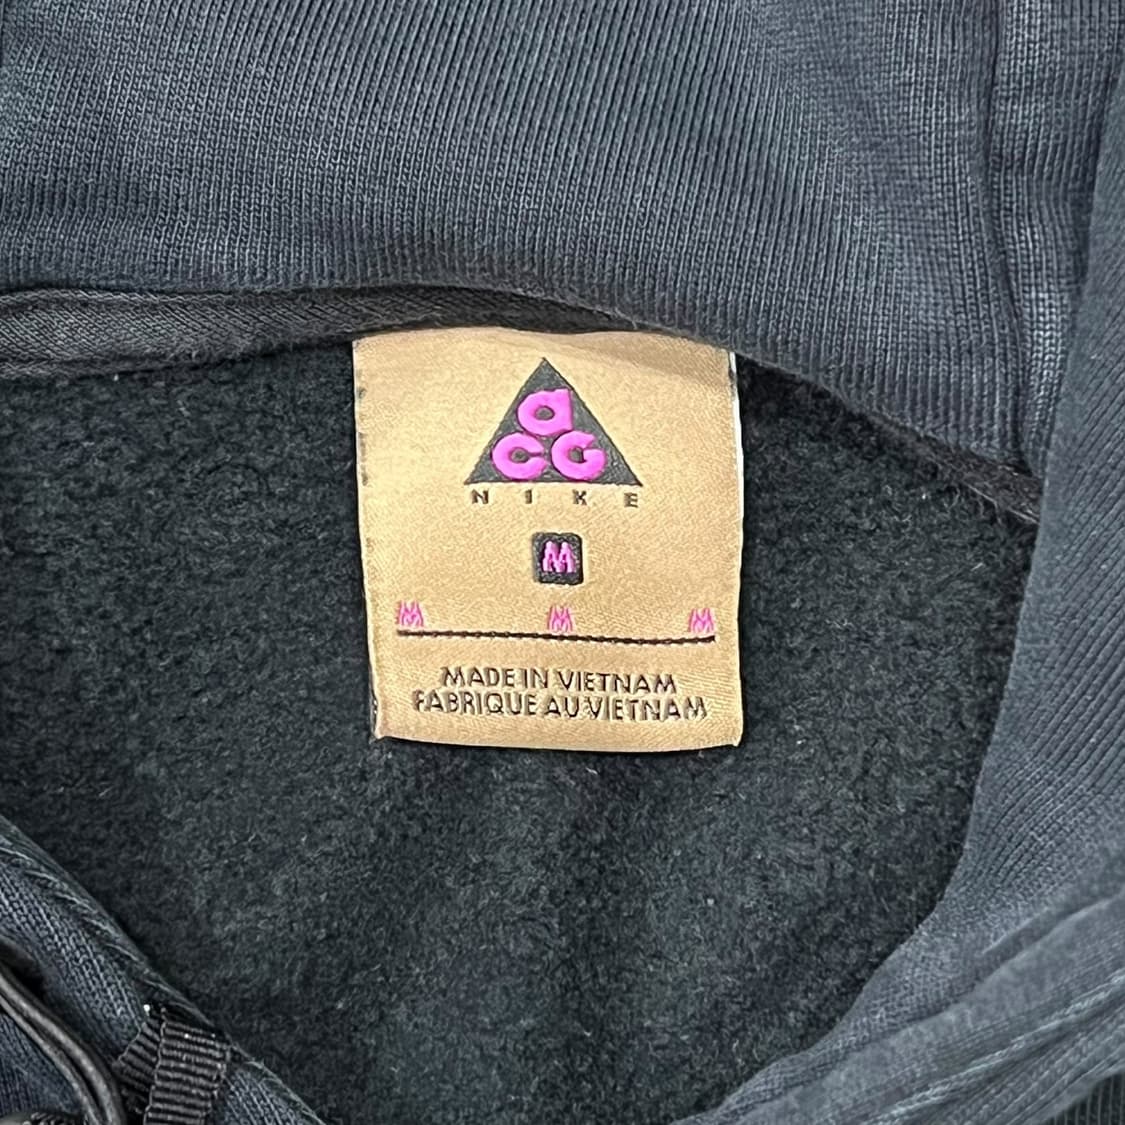 acg
NIKE
M
M M M
MADE IN VIETNAM
FABRIQUE AU VIETNAM